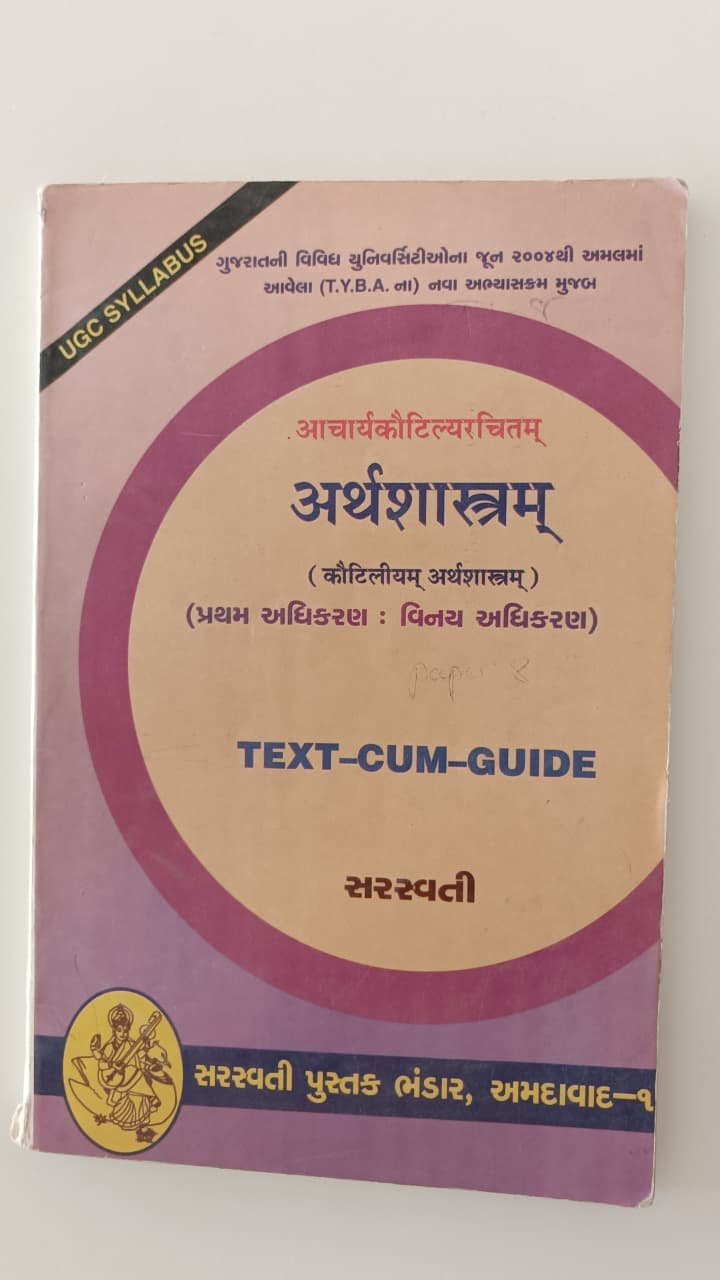 UGC SYLLABUS
ગુજરાતની વિવિધ યુનિવર્સિટીઓના જૂન ૨૦૦૪થી અમલમાં
આવેલા (T.Y.B.A. ના) નવા અભ્યાસક્રમ મુજબ
आचार्यकौटिल्यरचितम्
अर्थशास्त्रम्
( कौटिलीयम् अर्थशास्त्रम् )
(પ્રથમ અધિકરણ : વિનય અધિકરણ)
paper 8
TEXT–CUM–GUIDE
સરસ્વતી
સરસ્વતી પુસ્તક ભંડાર, અમદાવાદ–૧